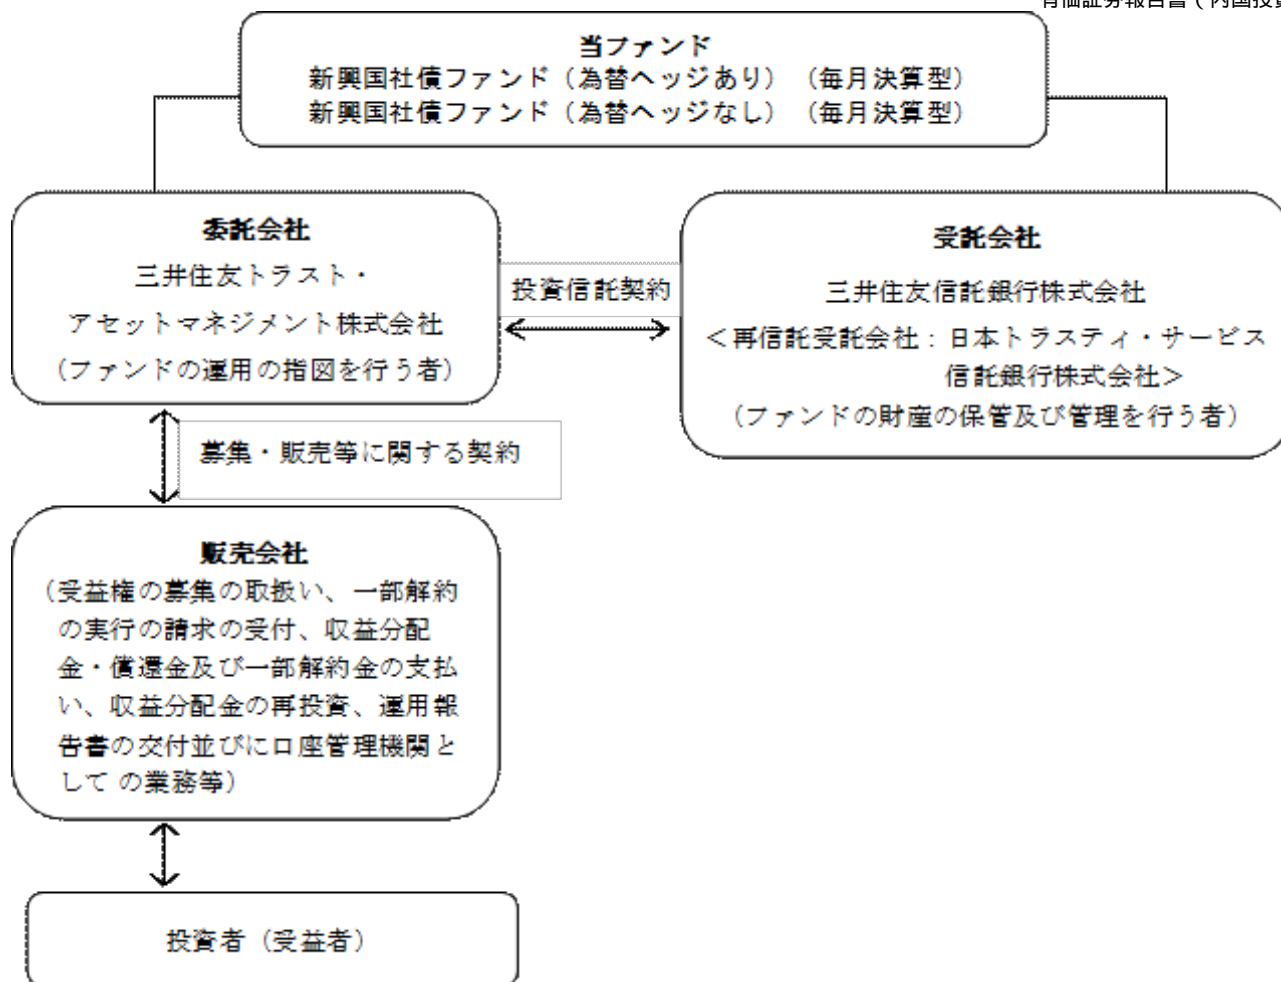 有価証券報告書（内国投資
当ファンド
新興国社債ファンド（為替ヘッジあり）（毎月決算型）
新興国社債ファンド（為替ヘッジなし）（毎月決算型）
委託会社
三井住友トラスト・
アセットマネジメント株式会社
（ファンドの運用の指図を行う者）
投資信託契約
受託会社
三井住友信託銀行株式会社
＜再信託受託会社：日本トラスティ・サービス
信託銀行株式会社＞
（ファンドの財産の保管及び管理を行う者）
募集・販売等に関する契約
販売会社
（受益権の募集の取扱い、一部解約
の実行の請求の受付、収益分配
金・償還金及び一部解約金の支払
い、収益分配金の再投資、運用報
告書の交付並びに口座管理機関と
して の業務等）
投資者（受益者）